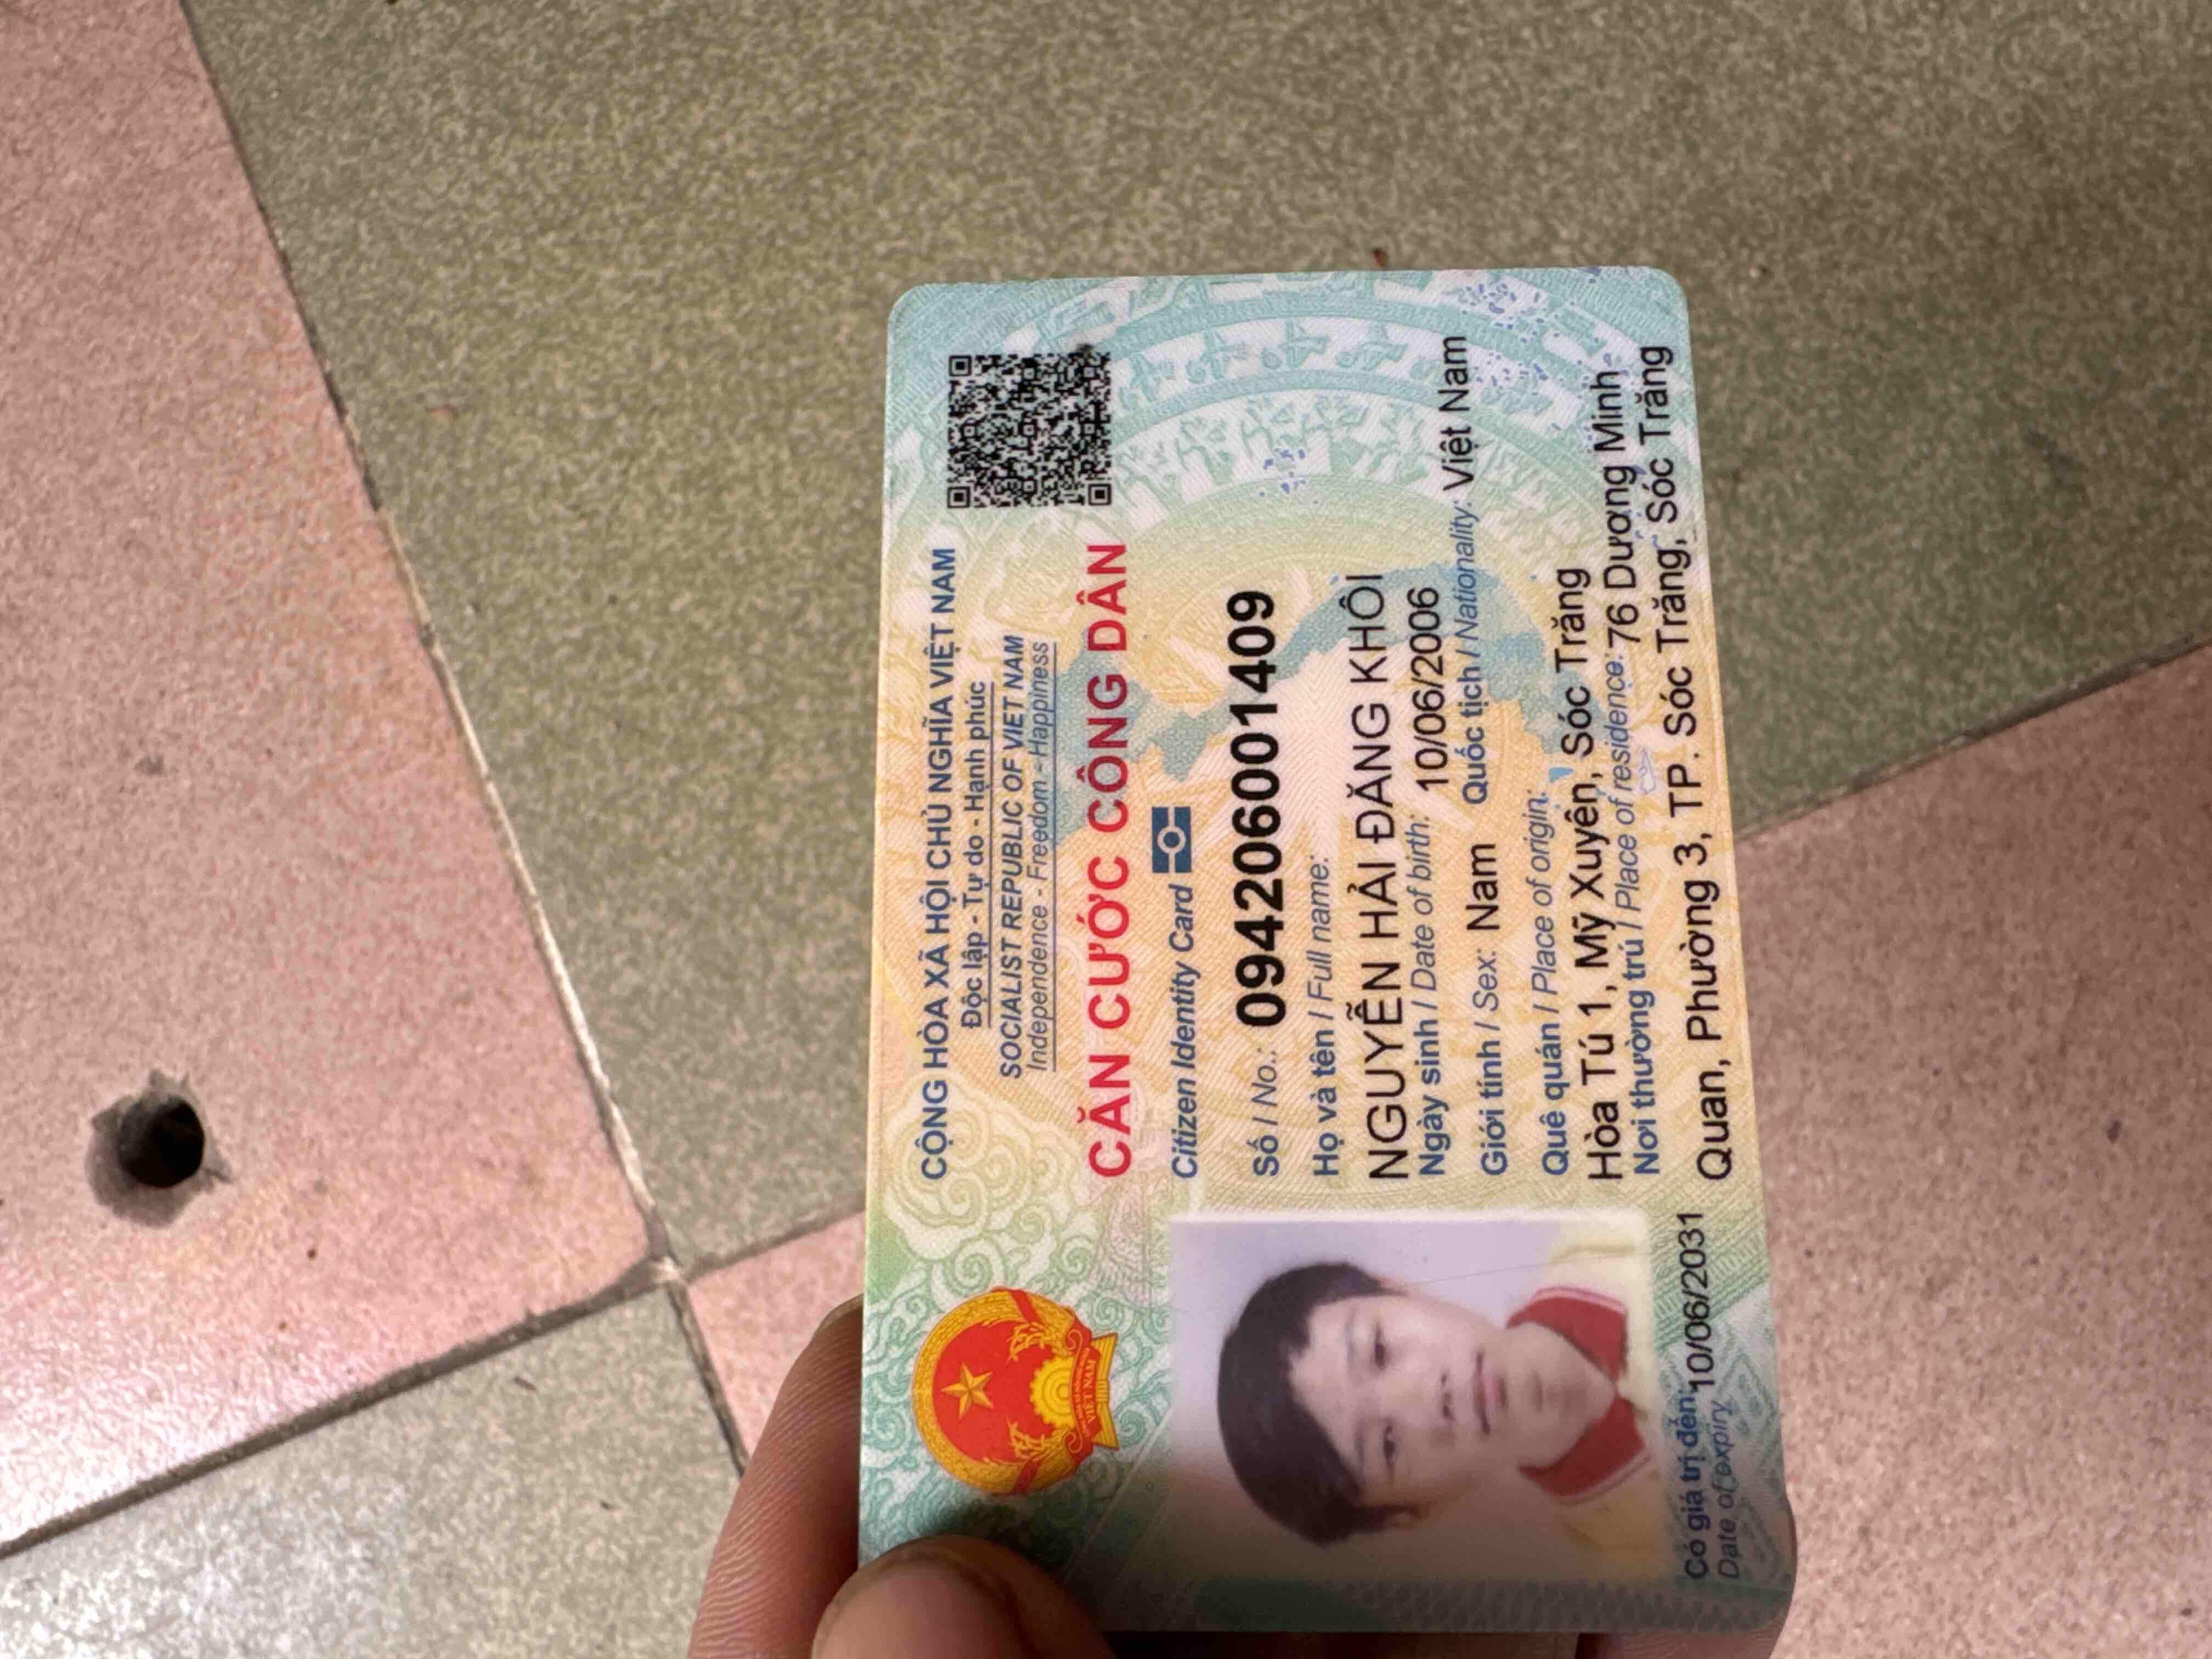 CỘNG HÒA XÃ HỘI CHỦ NGHĨA VIỆT NAM
Độc lập - Tự do - Hạnh phúc
SOCIALIST REPUBLIC OF VIET NAM
Independence - Freedom - Happiness
CĂN CƯỚC CÔNG DÂN
Citizen Identity Card
Số / No.: 094206001409
Họ và tên / Full name:
NGUYỄN HẢI ĐĂNG KHÔI
Ngày sinh / Date of birth: 10/06/2006
Giới tính / Sex: Nam Quốc tịch / Nationality: Việt Nam
Quê quán / Place of origin:
Hòa Tú 1, Mỹ Xuyên, Sóc Trăng
Nơi thường trú / Place of residence: 76 Dương Minh
Quan, Phường 3, TP. Sóc Trăng, Sóc Trăng
Có giá trị đến: 10/06/2031
Date of expiry
VIỆT NAM